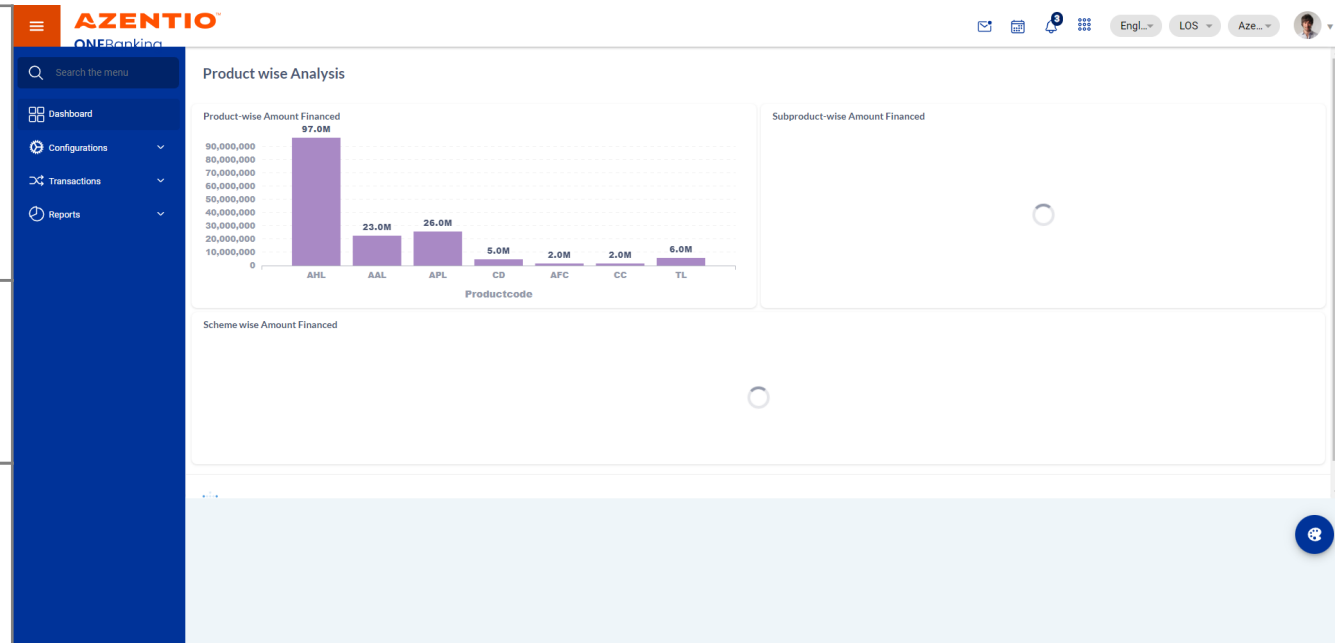 AZENTIO™
ONEBanking
3
Engl...
LOS
Aze...
Search the menu
Dashboard
Configurations
Transactions
Reports
Product wise Analysis
Product-wise Amount Financed
97.0M
90,000,000
80,000,000
70,000,000
60,000,000
50,000,000
40,000,000
30,000,000
20,000,000
10,000,000
0
23.0M
26.0M
5.0M
2.0M
2.0M
6.0M
AHL
AAL
APL
CD
AFC
CC
TL
Productcode
Subproduct-wise Amount Financed
Scheme wise Amount Financed